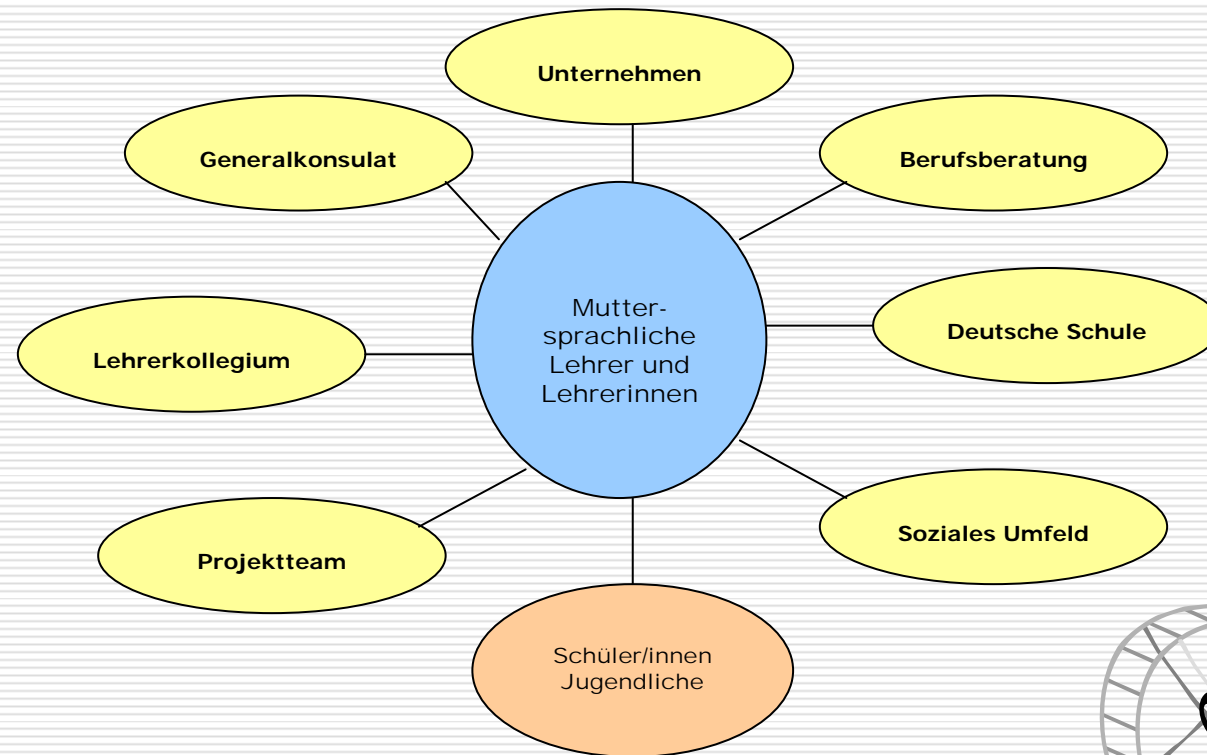 Unternehmen
Generalkonsulat
Berufsberatung
Mutter-
sprachliche
Lehrer und
Lehrerinnen
Deutsche Schule
Lehrerkollegium
Soziales Umfeld
Projektteam
Schüler/innen
Jugendliche